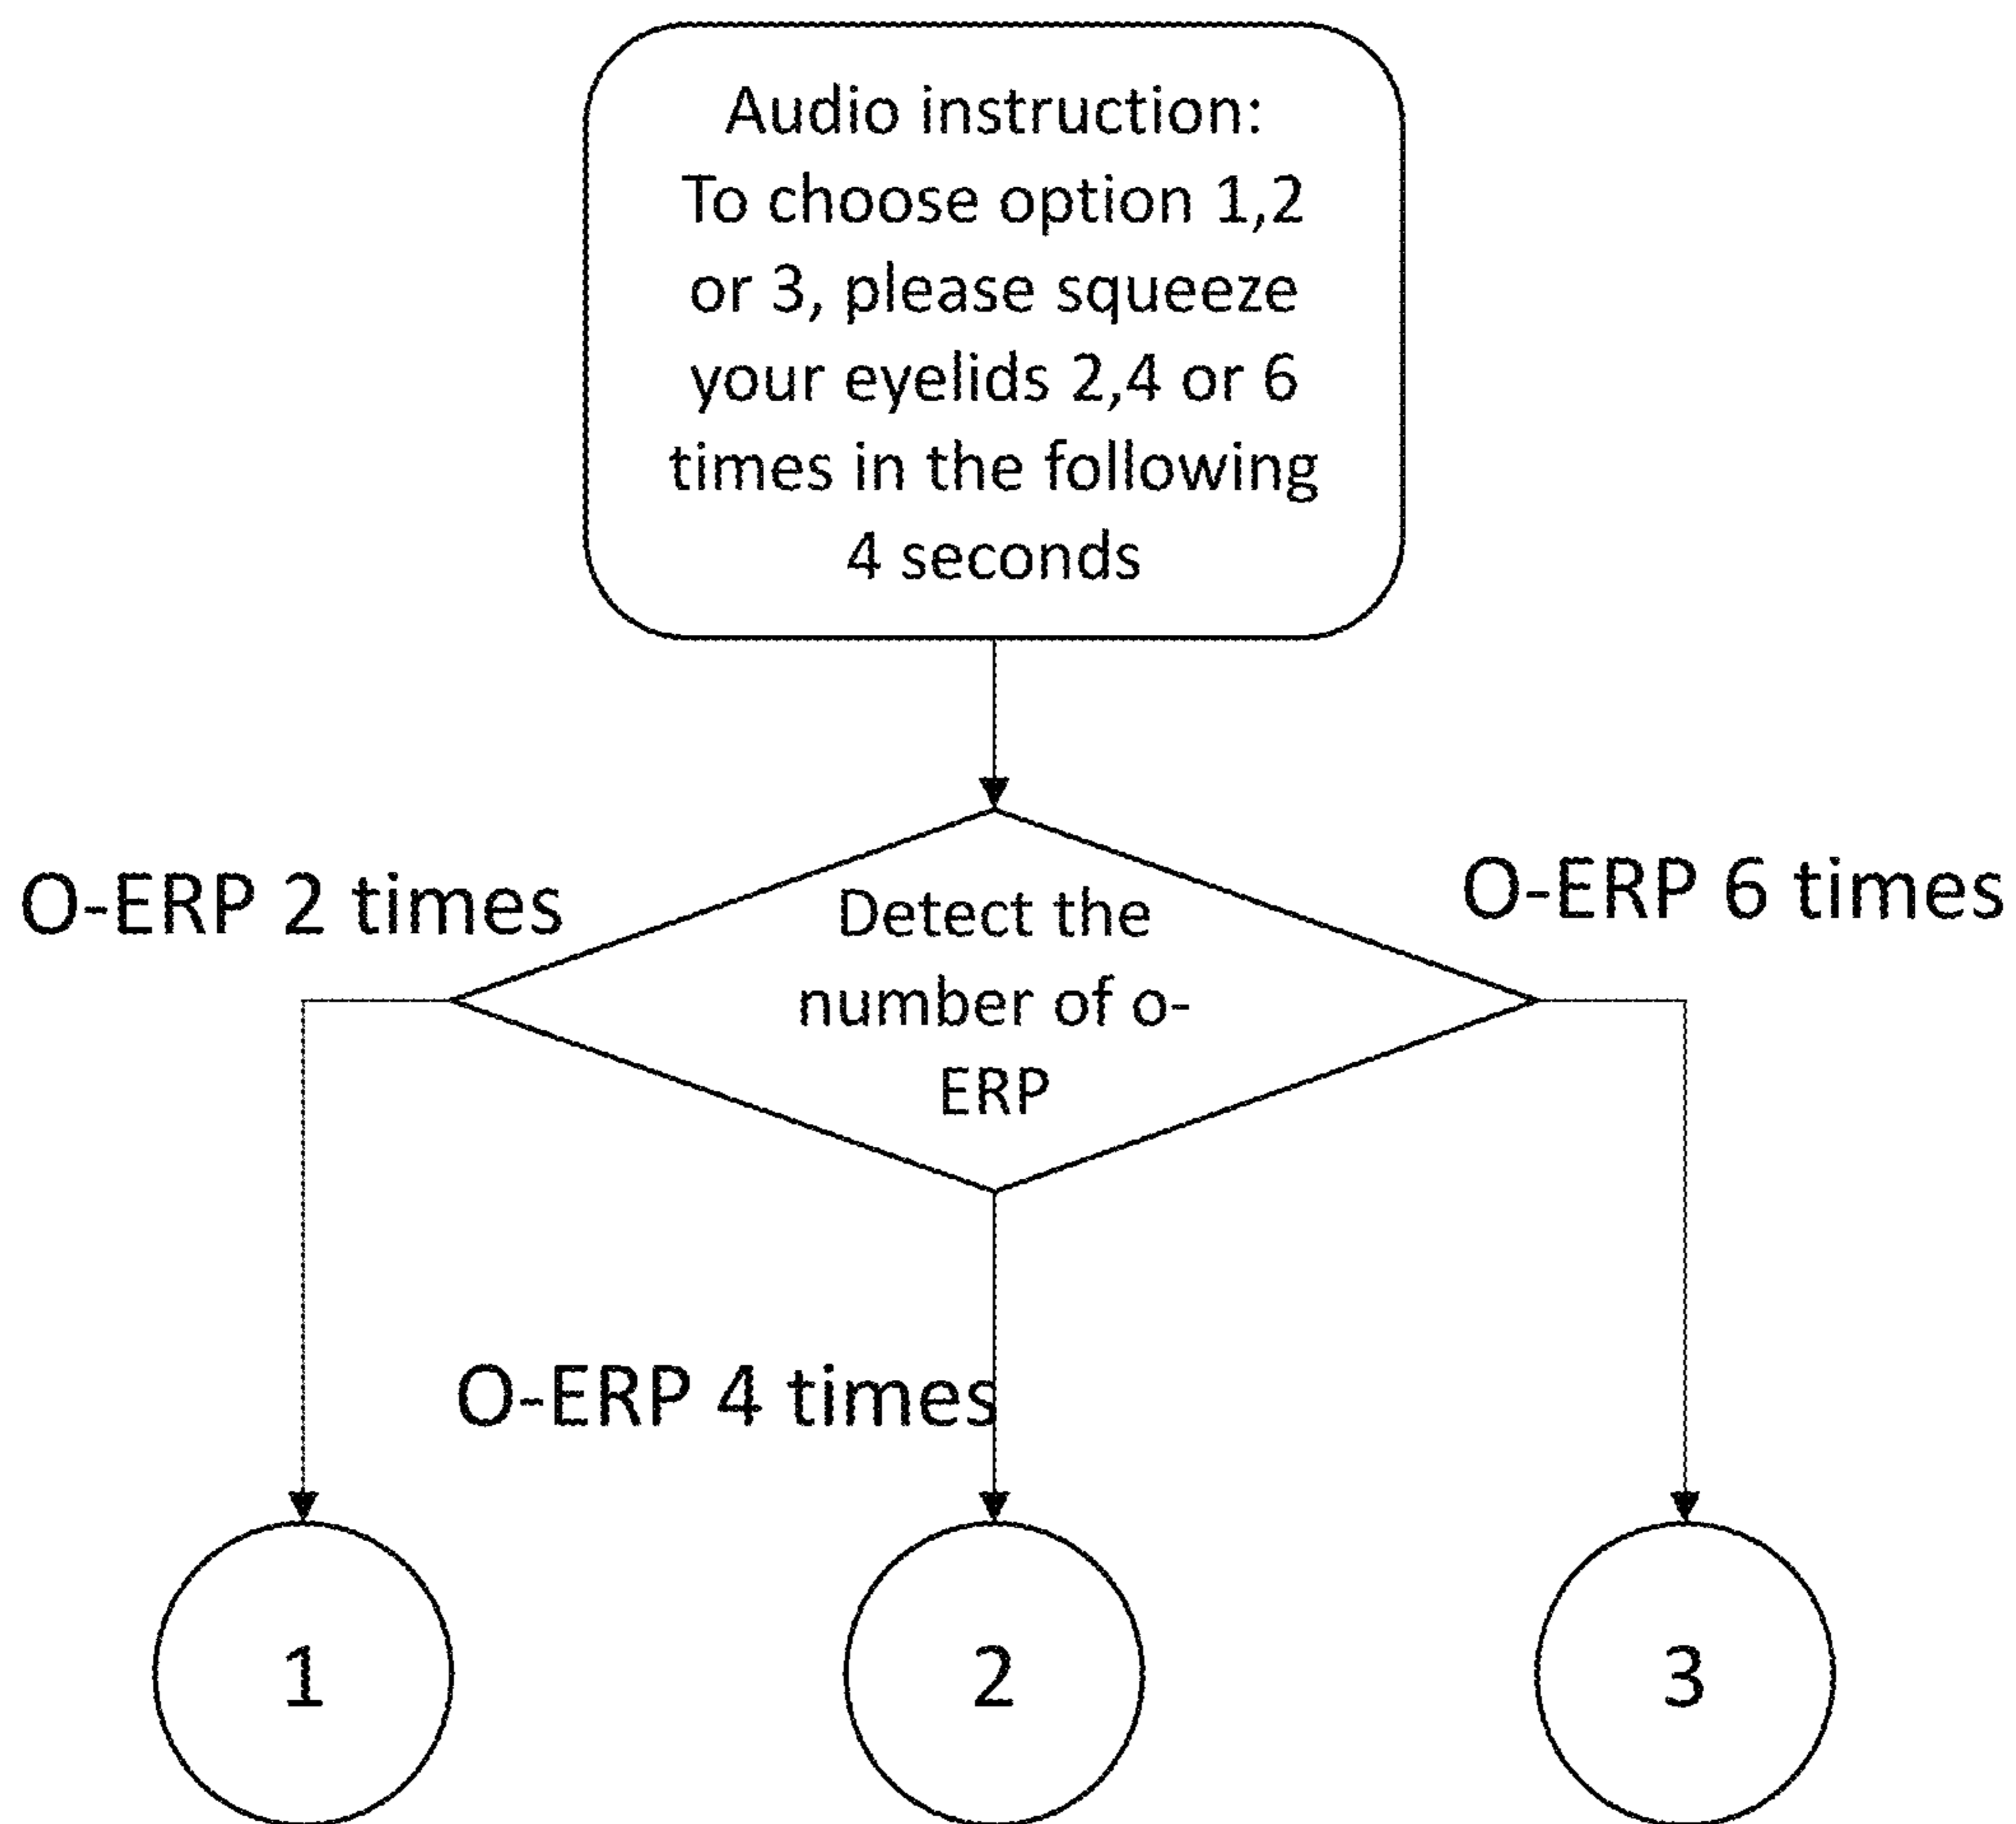 Audio instruction:
To choose option 1,2
or 3, please squeeze
your eyelids 2,4 or 6
times in the following
4 seconds
O-ERP 2 times
O-ERP 6 times
Detect the
number of o-
ERP
O-ERP 4 times
1
2
3